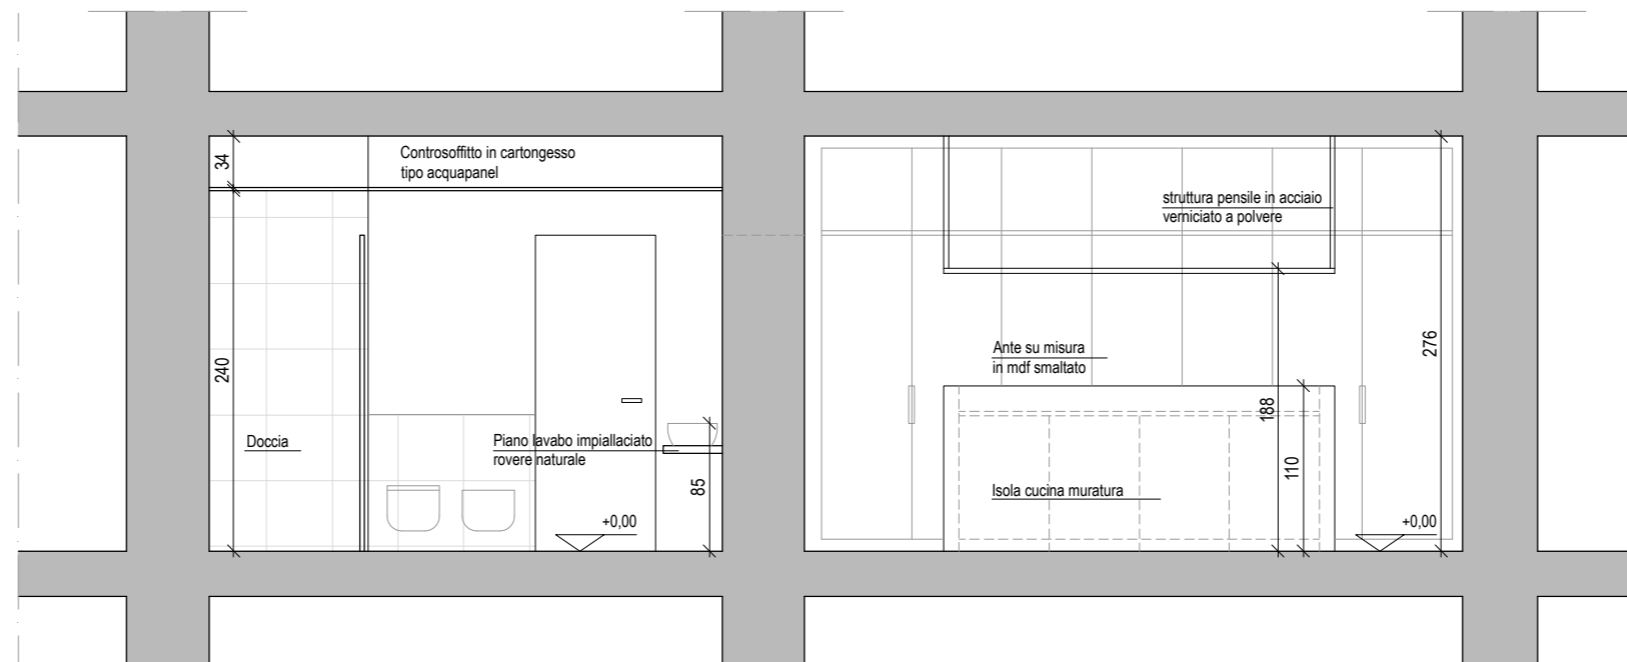 34
Controsoffitto in cartongesso
tipo acquapanel
struttura pensile in acciaio
verniciato a polvere
240
276
Ante su misura
in mdf smaltato
188
Doccia
Piano lavabo impiallaciato
rovere naturale
85
110
Isola cucina muratura
+0,00
+0,00